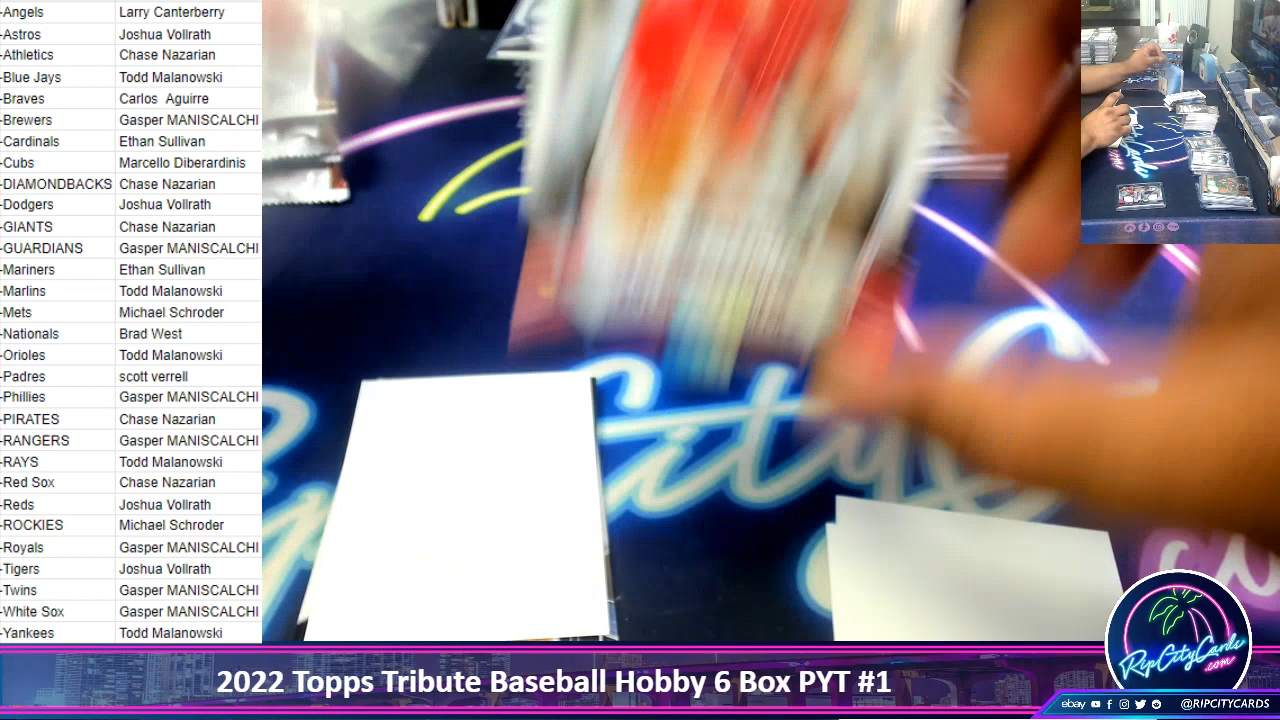 -Angels Larry Canterberry
-Astros Joshua Vollrath
-Athletics Chase Nazarian
-Blue Jays Todd Malanowski
-Braves Carlos Aguirre
-Brewers Gasper MANISCALCHI
-Cardinals Ethan Sullivan
-Cubs Marcello Diberardinis
-DIAMONDBACKS Chase Nazarian
-Dodgers Joshua Vollrath
-GIANTS Chase Nazarian
-GUARDIANS Gasper MANISCALCHI
-Mariners Ethan Sullivan
-Marlins Todd Malanowski
-Mets Michael Schroder
-Nationals Brad West
-Orioles Todd Malanowski
-Padres scott verrell
-Phillies Gasper MANISCALCHI
-PIRATES Chase Nazarian
-RANGERS Gasper MANISCALCHI
-RAYS Todd Malanowski
-Red Sox Chase Nazarian
-Reds Joshua Vollrath
-ROCKIES Michael Schroder
-Royals Gasper MANISCALCHI
-Tigers Joshua Vollrath
-Twins Gasper MANISCALCHI
-White Sox Gasper MANISCALCHI
-Yankees Todd Malanowski
City
RipCityCards
.com
2022 Topps Tribute Baseball Hobby 6 Box PYT #1
ebay @RIPCITYCARDS